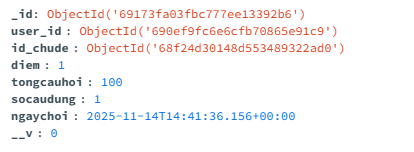 _id: ObjectId('69173fa03fbc777ee13392b6')
user_id : ObjectId('690ef9fc6e6cfb70865e91c9')
id_chude : ObjectId('68f24d30148d553489322ad0')
diem : 1
tongcauhoi : 100
socaudung : 1
ngaychoi : 2025-11-14T14:41:36.156+00:00
__v : 0